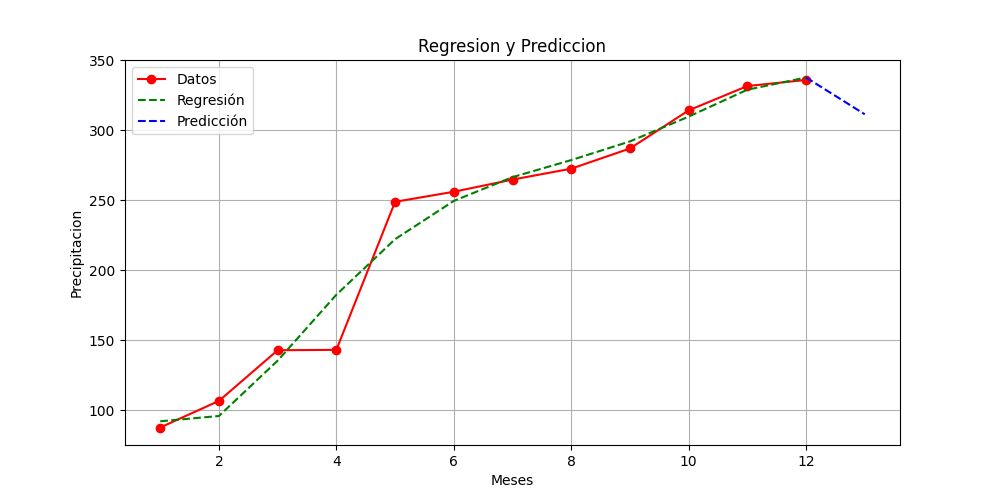 Regresion y Prediccion
Datos
Regresión
Predicción
350
300
250
200
150
100
Precipitacion
2 4 6 8 10 12
Meses